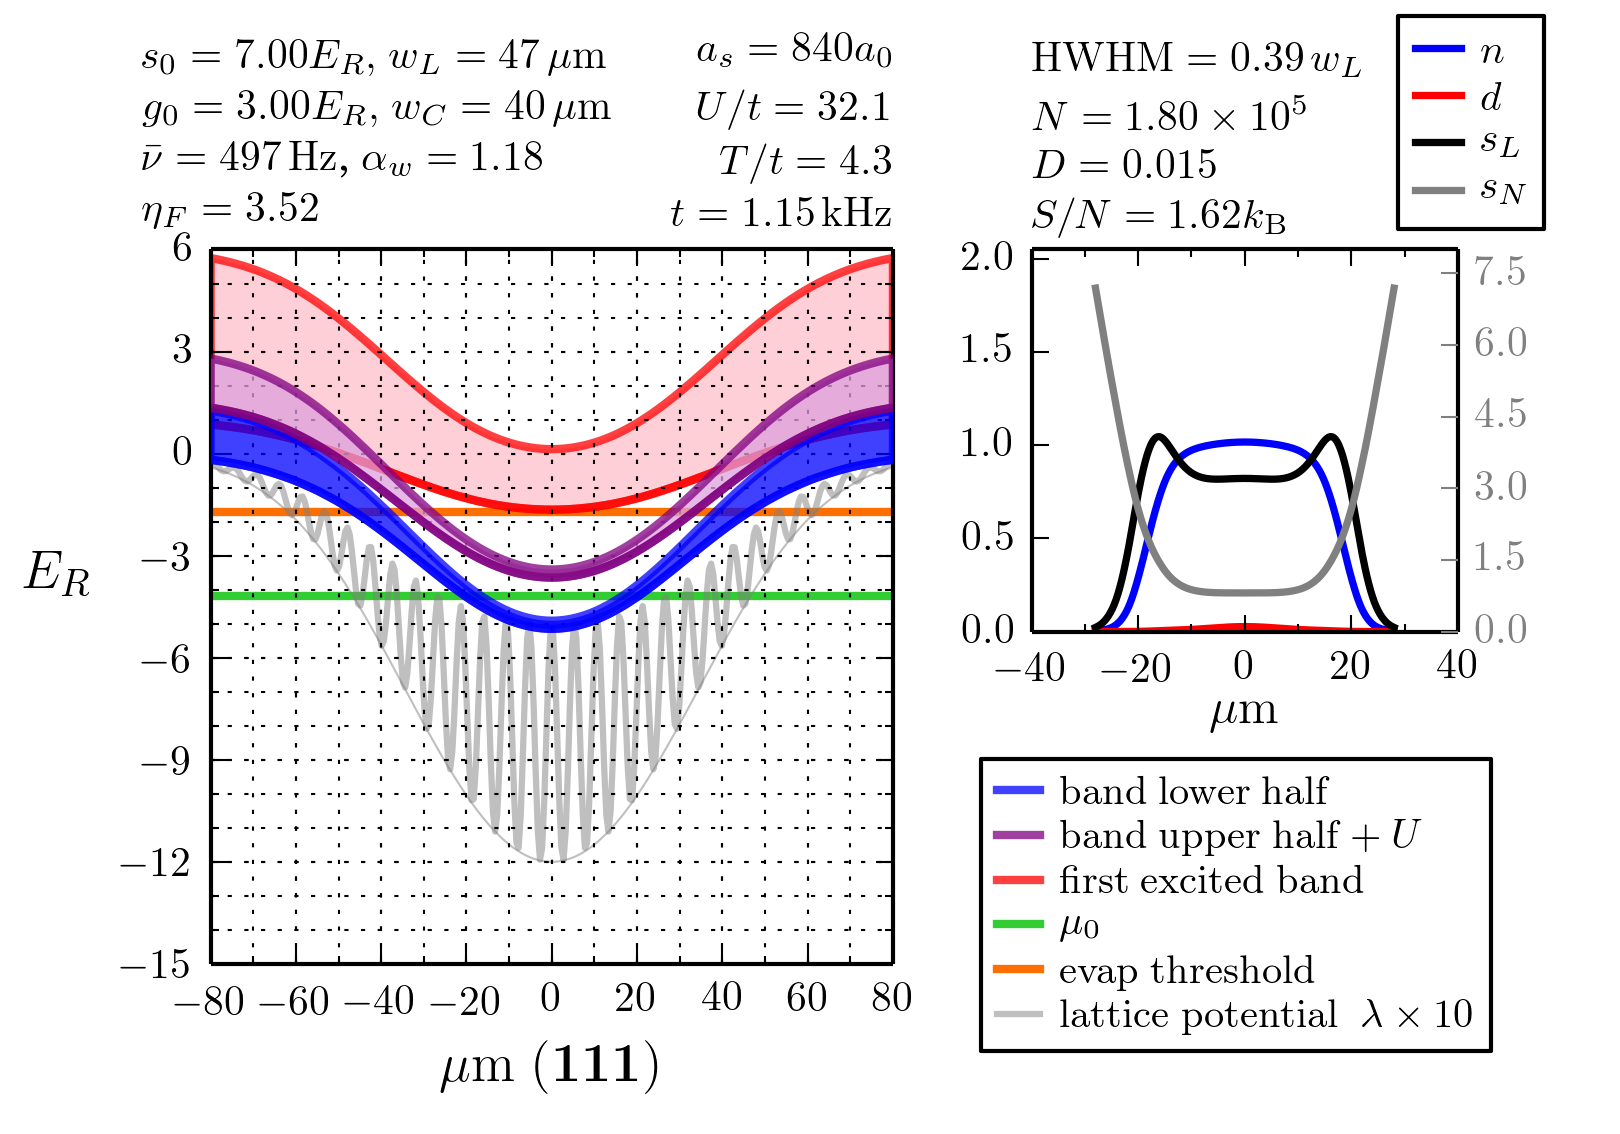 s₀ = 7.00E_R, w_L = 47 μm
g₀ = 3.00E_R, w_C = 40 μm
ν̄ = 497 Hz, α_w = 1.18
η_F = 3.52
a_s = 840a₀
U/t = 32.1
T/t = 4.3
t = 1.15 kHz
HWHM = 0.39 w_L
N = 1.80 × 10⁵
D = 0.015
S/N = 1.62k_B
n
d
s_L
s_N
E_R
6
3
0
−3
−6
−9
−12
−15
−80 −60 −40 −20 0 20 40 60 80
μm (111)
2.0
1.5
1.0
0.5
0.0
7.5
6.0
4.5
3.0
1.5
0.0
−40 −20 0 20 40
μm
band lower half
band upper half + U
first excited band
μ₀
evap threshold
lattice potential λ × 10